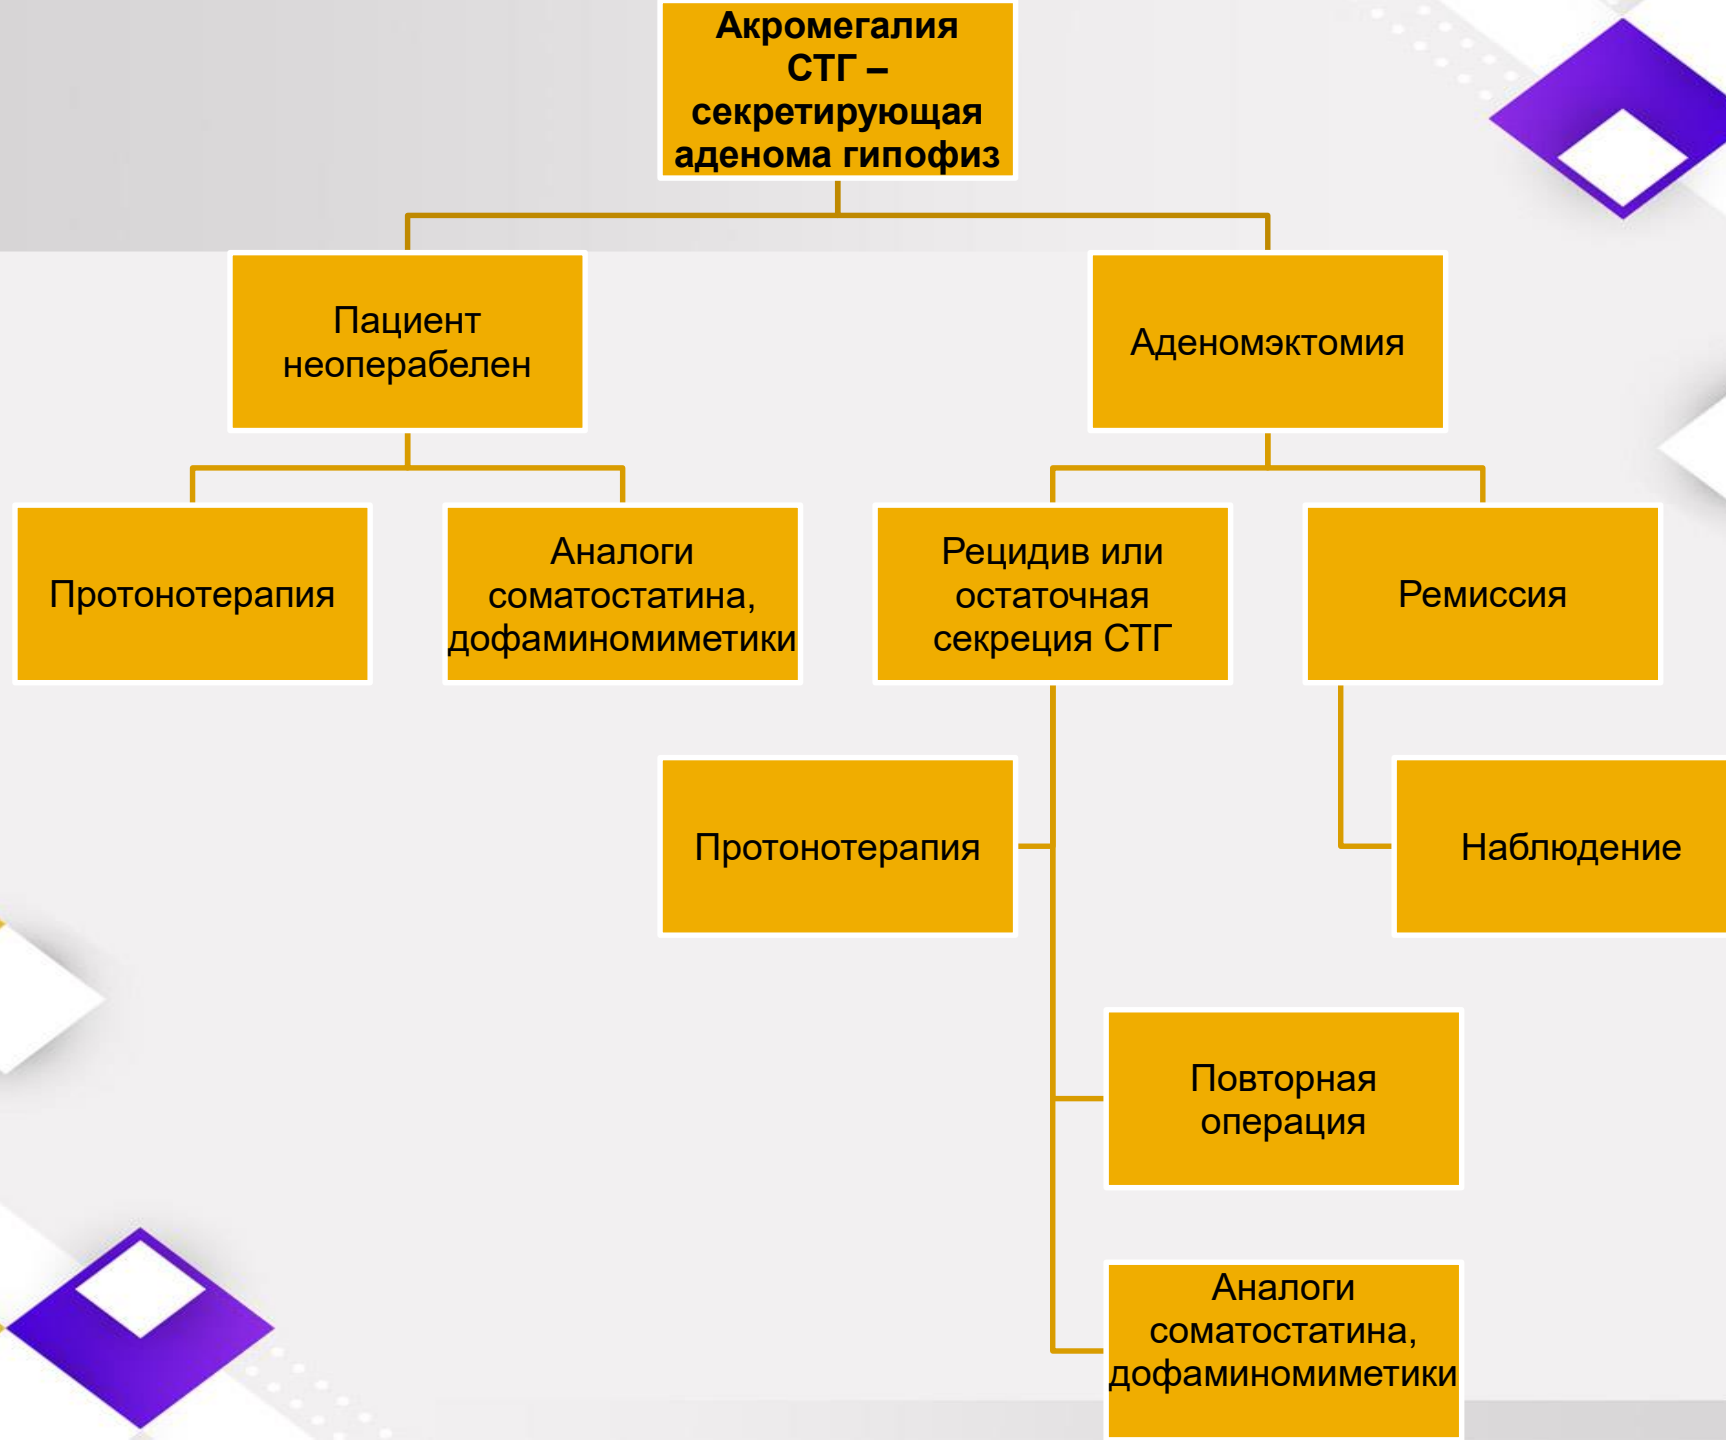 Акромегалия
СТГ –
секретирующая
аденома гипофиз
Пациент
неоперабелен
Аденомэктомия
Протонотерапия
Аналоги
соматостатина,
дофаминомиметики
Рецидив или
остаточная
секреция СТГ
Ремиссия
Протонотерапия
Наблюдение
Повторная
операция
Аналоги
соматостатина,
дофаминомиметики